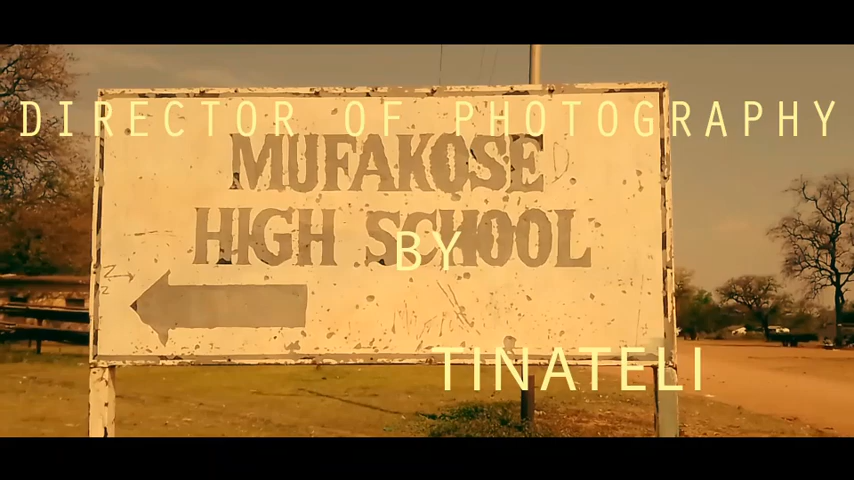 DIRECTOR OF PHOTOGRAPHY
MUFAKOSE
HIGH SCHOOL
BY
TINATELI